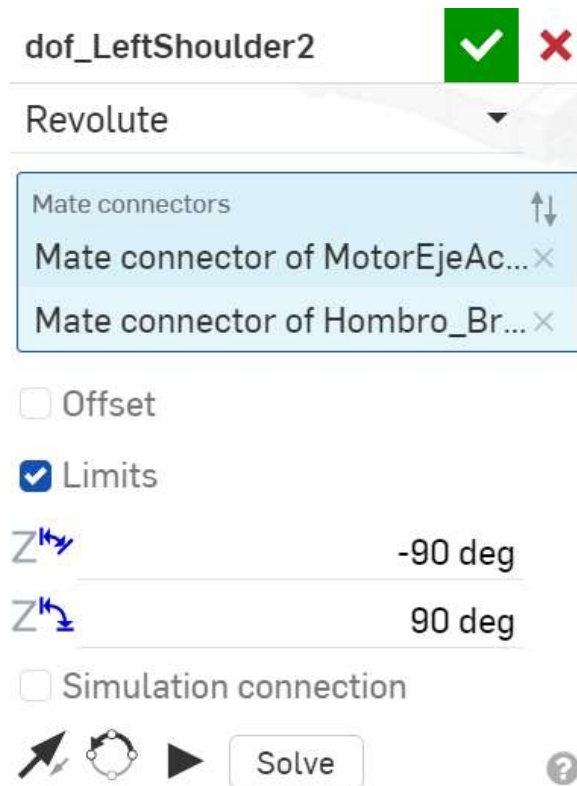 dof_LeftShoulder2
Revolute
Mate connectors
Mate connector of MotorEjeAc...
Mate connector of Hombro_Br...
Offset
Limits
Z -90 deg
Z 90 deg
Simulation connection
Solve
?